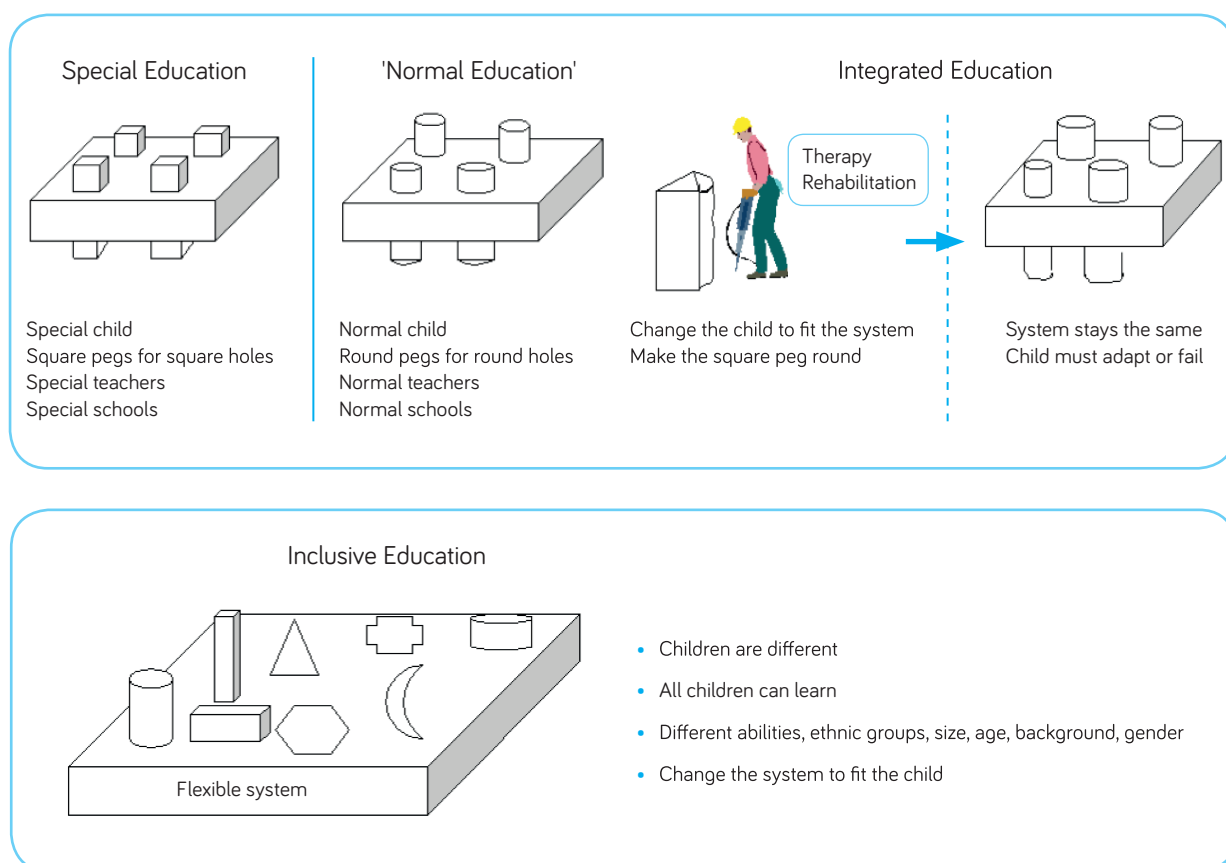 Special Education
Special child
Square pegs for square holes
Special teachers
Special schools
'Normal Education'
Normal child
Round pegs for round holes
Normal teachers
Normal schools
Integrated Education
Therapy
Rehabilitation
Change the child to fit the system
Make the square peg round
System stays the same
Child must adapt or fail
Inclusive Education
Flexible system
• Children are different
• All children can learn
• Different abilities, ethnic groups, size, age, background, gender
• Change the system to fit the child